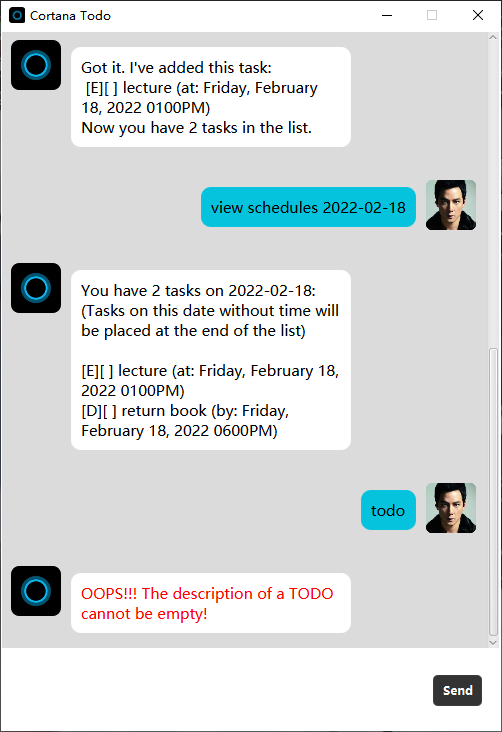 Cortana Todo
Got it. I've added this task:
[E][ ] lecture (at: Friday, February
18, 2022 0100PM)
Now you have 2 tasks in the list.
view schedules 2022-02-18
You have 2 tasks on 2022-02-18:
(Tasks on this date without time will
be placed at the end of the list)
[E][ ] lecture (at: Friday, February 18,
2022 0100PM)
[D][ ] return book (by: Friday,
February 18, 2022 0600PM)
todo
OOPS!!! The description of a TODO
cannot be empty!
Send